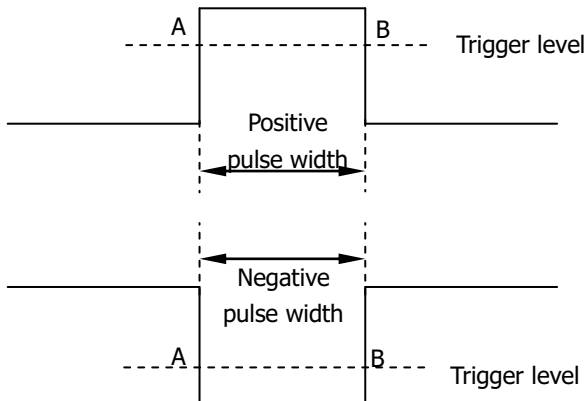 A
B
Trigger level
Positive
pulse width
Negative
pulse width
A
B
Trigger level